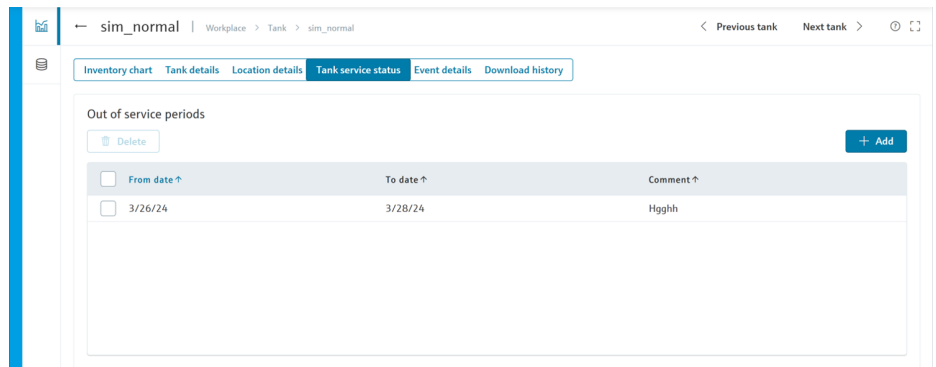 ← sim_normal | Workplace > Tank > sim_normal < Previous tank Next tank >
Inventory chart Tank details Location details Tank service status Event details Download history
Out of service periods
Delete + Add
From date ↑ To date ↑ Comment ↑
3/26/24 3/28/24 Hgghh